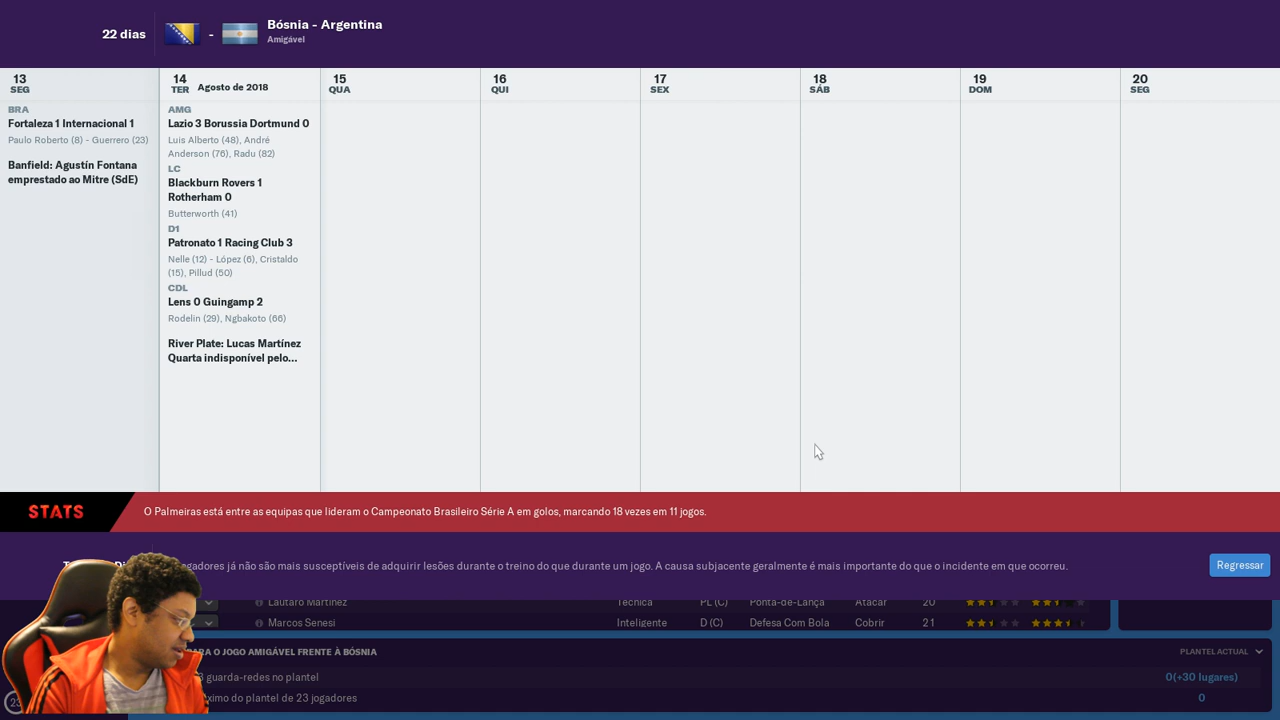 22 dias
-
Bósnia - Argentina
Amigável
13
SEG
14
TER Agosto de 2018
15
QUA
16
QUI
17
SEX
18
SÁB
19
DOM
20
SEG
BRA
Fortaleza 1 Internacional 1
Paulo Roberto (8) - Guerrero (23)
Banfield: Agustín Fontana
emprestado ao Mitre (SdE)
AMG
Lazio 3 Borussia Dortmund 0
Luis Alberto (48), André
Anderson (76), Radu (82)
LC
Blackburn Rovers 1
Rotherham 0
Butterworth (41)
D1
Patronato 1 Racing Club 3
Nelle (12) - López (6), Cristaldo
(15), Pillud (50)
CDL
Lens 0 Guingamp 2
Rodelin (29), Ngbakoto (66)
River Plate: Lucas Martínez
Quarta indisponível pelo...
STATS
O Palmeiras está entre as equipas que lideram o Campeonato Brasileiro Série A em golos, marcando 18 vezes em 11 jogos.
já não são mais susceptíveis de adquirir lesões durante o treino do que durante um jogo. A causa subjacente geralmente é mais importante do que o incidente em que ocorreu.
Regressar
Lautaro Martínez Técnica PL (C) Ponta-de-Lança Atacar 20
Marcos Senesi Inteligente D (C) Defesa Com Bola Cobrir 21
O JOGO AMIGÁVEL FRENTE À BÓSNIA
PLANTEL ACTUAL
guarda-redes no plantel
0(+30 lugares)
do plantel de 23 jogadores
0
23